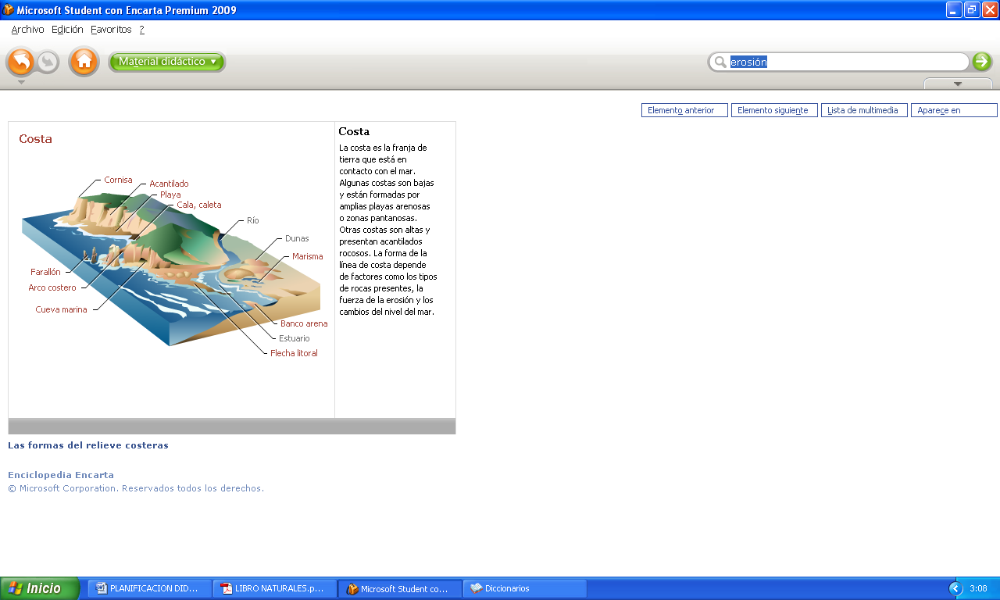 Microsoft Student con Encarta Premium 2009
Archivo Edición Favoritos ?
Material didáctico
erosión
Elemento anterior Elemento siguiente Lista de multimedia Aparece en
Costa
Cornisa
Acantilado
Playa
Cala, caleta
Río
Dunas
Marisma
Farallón
Arco costero
Cueva marina
Banco arena
Estuario
Flecha litoral
Costa
La costa es la franja de
tierra que está en
contacto con el mar.
Algunas costas son bajas
y están formadas por
amplias playas arenosas
o zonas pantanosas.
Otras costas son altas y
presentan acantilados
rocosos. La forma de la
línea de costa depende
de factores como los tipos
de rocas presentes, la
fuerza de la erosión y los
cambios del nivel del mar.
Las formas del relieve costeras
Enciclopedia Encarta
© Microsoft Corporation. Reservados todos los derechos.
Inicio PLANIFICACION DID... LIBRO NATURALES.p... Microsoft Student co... Diccionarios 3:08